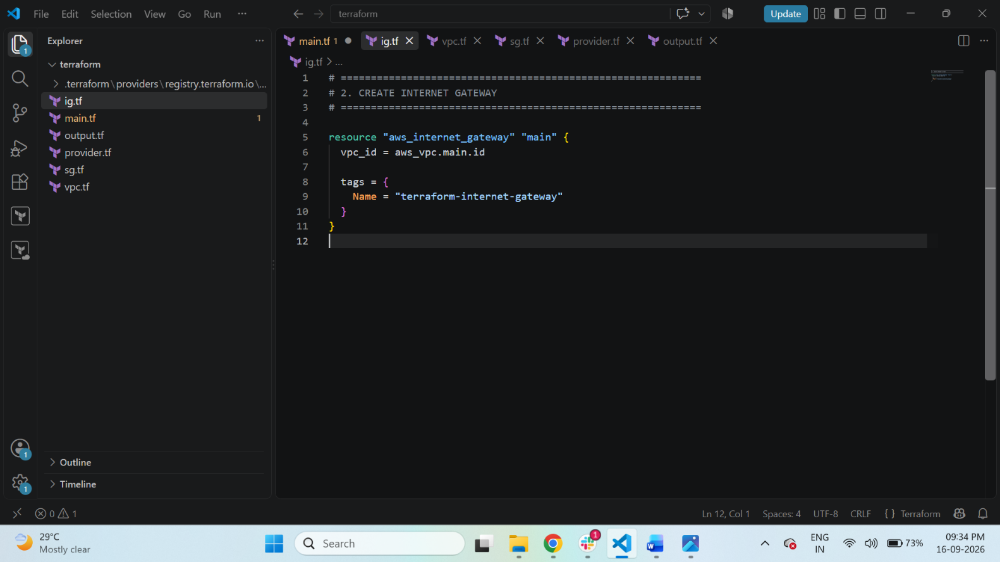 File Edit Selection View Go Run ···
terraform
Update
Explorer ···
main.tf 1
ig.tf
vpc.tf
sg.tf
provider.tf
output.tf
···
terraform
.terraform\providers\registry.terraform.io\...
ig.tf
main.tf 1
output.tf
provider.tf
sg.tf
vpc.tf
Outline
Timeline
1
1
1
ig.tf > ...
1 # ============================================================
2 # 2. CREATE INTERNET GATEWAY
3 # ============================================================
4
5 resource "aws_internet_gateway" "main" {
6 vpc_id = aws_vpc.main.id
7
8 tags = {
9 Name = "terraform-internet-gateway"
10 }
11 }
12
0 1
Ln 12, Col 1 Spaces: 4 UTF-8 CRLF { } Terraform
29°C
Mostly clear
Search
1
ENG
IN
73%
09:34 PM
16-09-2026